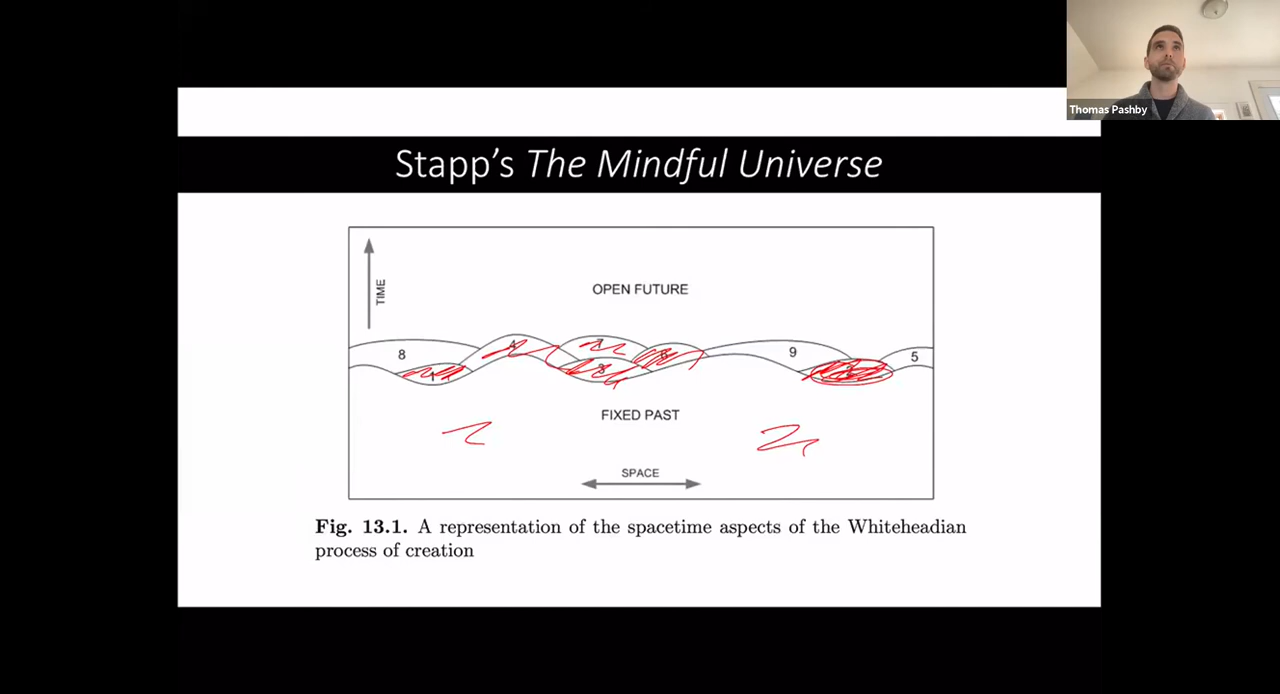 Thomas Pashby
Stapp's The Mindful Universe
TIME
OPEN FUTURE
8
9
5
FIXED PAST
SPACE
Fig. 13.1. A representation of the spacetime aspects of the Whiteheadian
process of creation